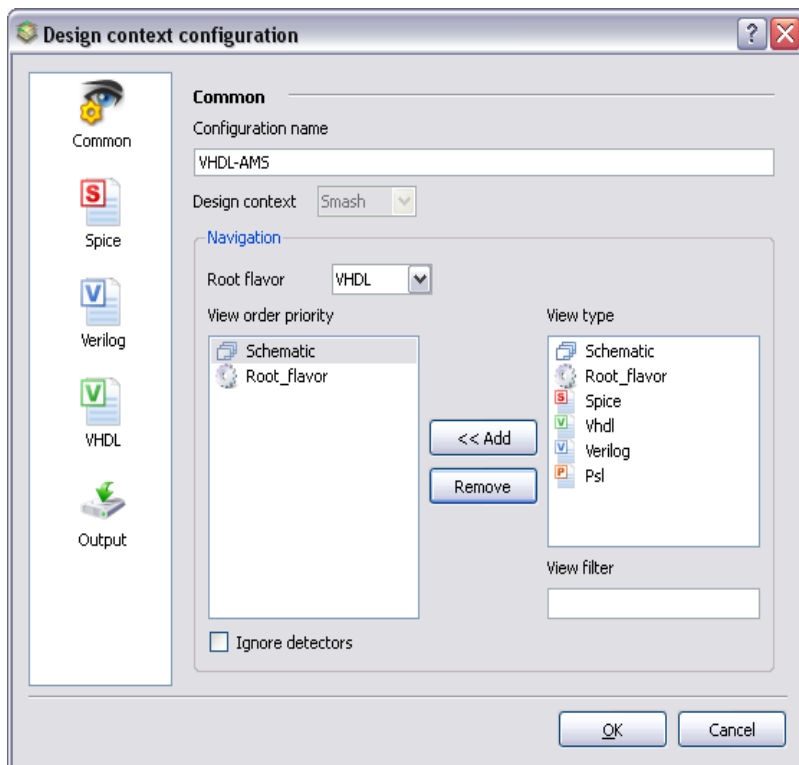 Design context configuration
Common
Spice
Verilog
VHDL
Output
Common
Configuration name
VHDL-AMS
Design context Smash
Navigation
Root flavor VHDL
View order priority
Schematic
Root_flavor
<< Add
Remove
View type
Schematic
Root_flavor
S Spice
V Vhdl
V Verilog
P Psl
View filter
Ignore detectors
OK Cancel